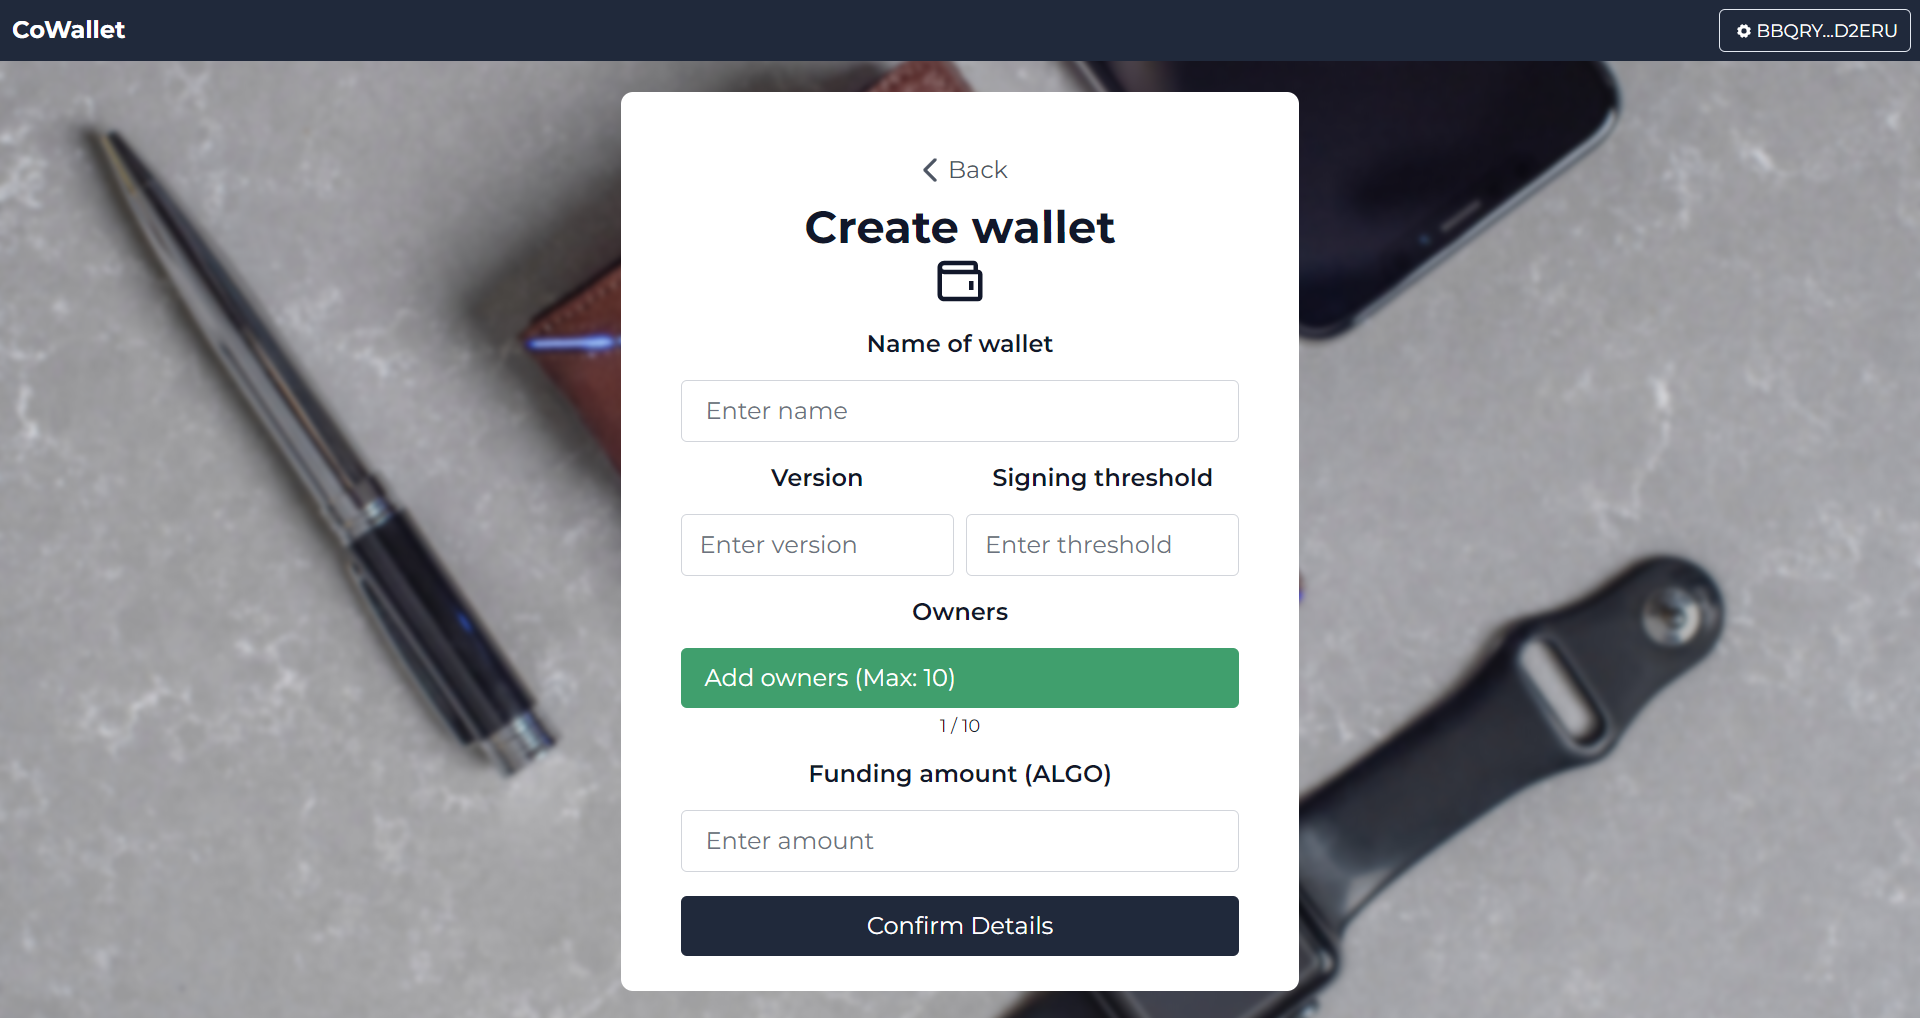 CoWallet
BBQRY...D2ERU
Back
Create wallet
Name of wallet
Enter name
Version
Signing threshold
Enter version
Enter threshold
Owners
Add owners (Max: 10)
1 / 10
Funding amount (ALGO)
Enter amount
Confirm Details